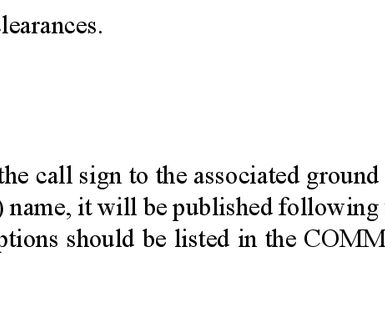 learances.
the call sign to the associated ground
) name, it will be published following
ptions should be listed in the COMM